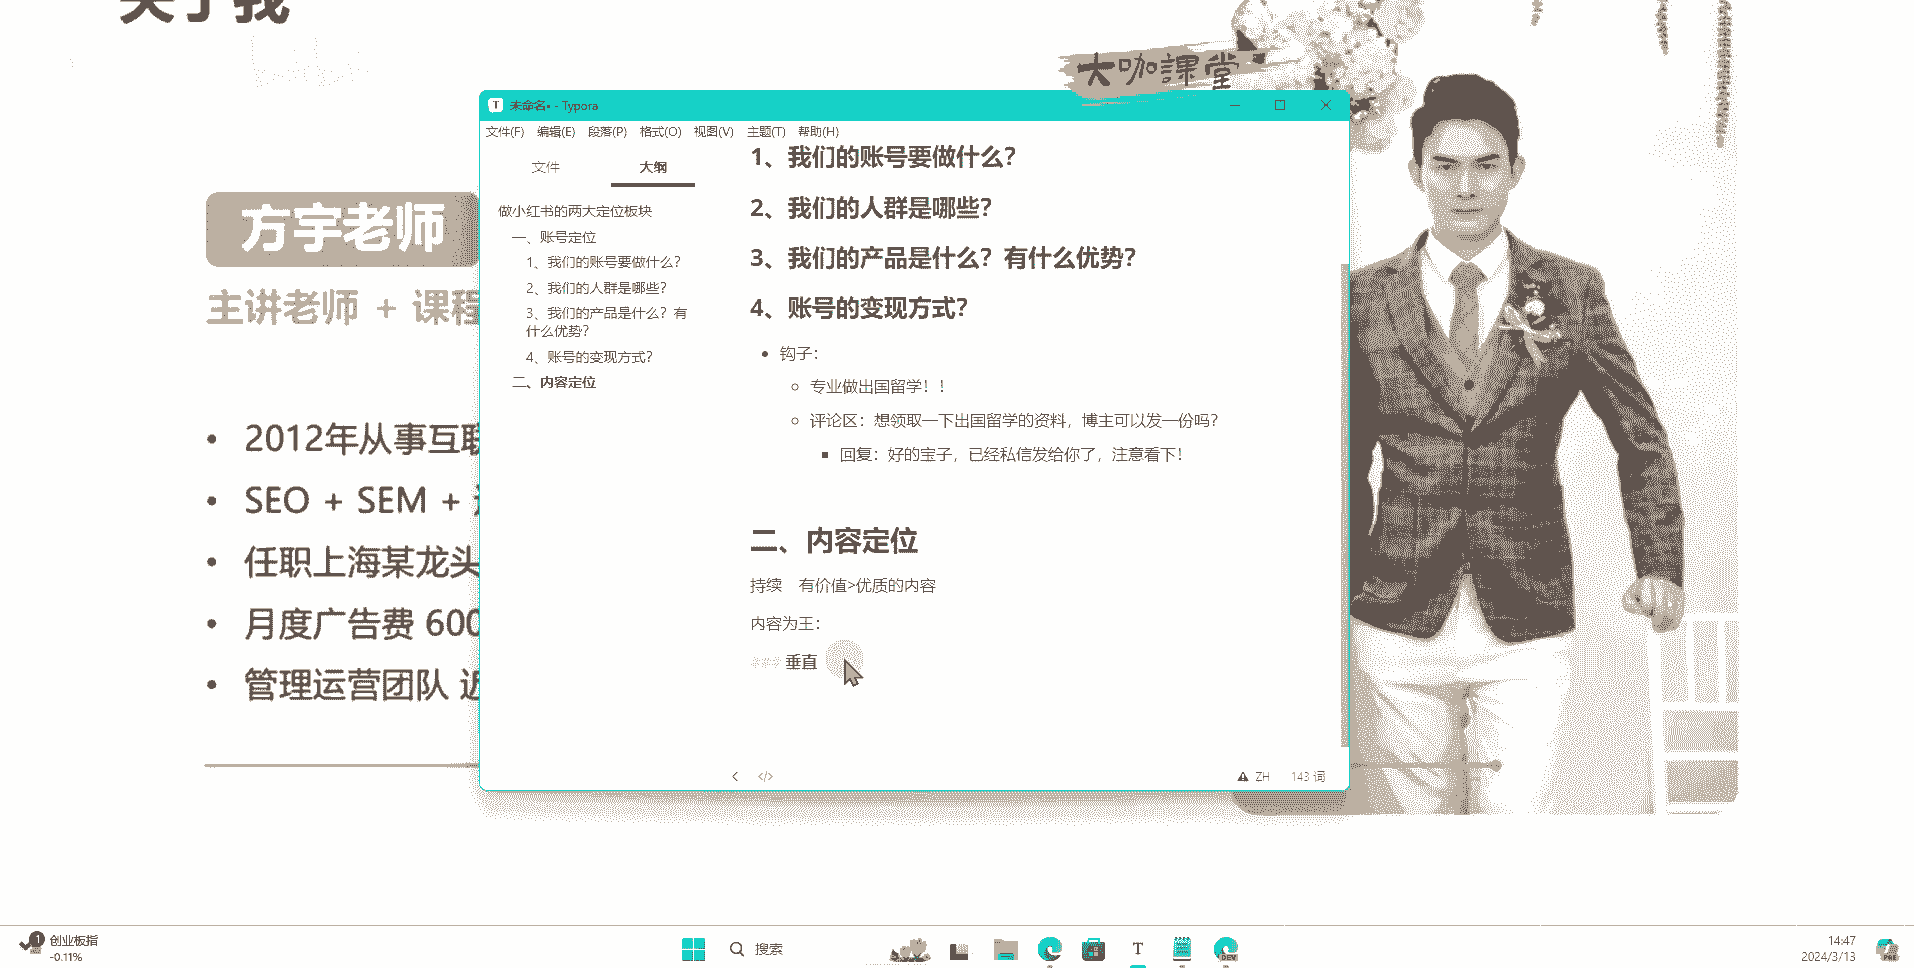 关于我
大咖課堂
方宇老师
主讲老师 + 课程
2012年从事互联
SEO + SEM +
任职上海某龙头
月度广告费 600
管理运营团队 近
未命名• - Typora
文件(F) 编辑(E) 段落(P) 格式(O) 视图(V) 主题(T) 帮助(H)
文件 大纲
做小红书的两大定位板块
一、账号定位
1、我们的账号要做什么？
2、我们的人群是哪些？
3、我们的产品是什么？有
什么优势？
4、账号的变现方式？
二、内容定位
1、我们的账号要做什么？
2、我们的人群是哪些？
3、我们的产品是什么？有什么优势？
4、账号的变现方式？
钩子：
专业做出国留学！！
评论区：想领取一下出国留学的资料，博主可以发一份吗？
回复：好的宝子，已经私信发给你了，注意看下！
二、内容定位
持续 有价值>优质的内容
内容为王：
### 垂直
</> ZH 143 词
1 创业板指
-0.11%
搜索
T
DEV
14:47
2024/3/13
PRE